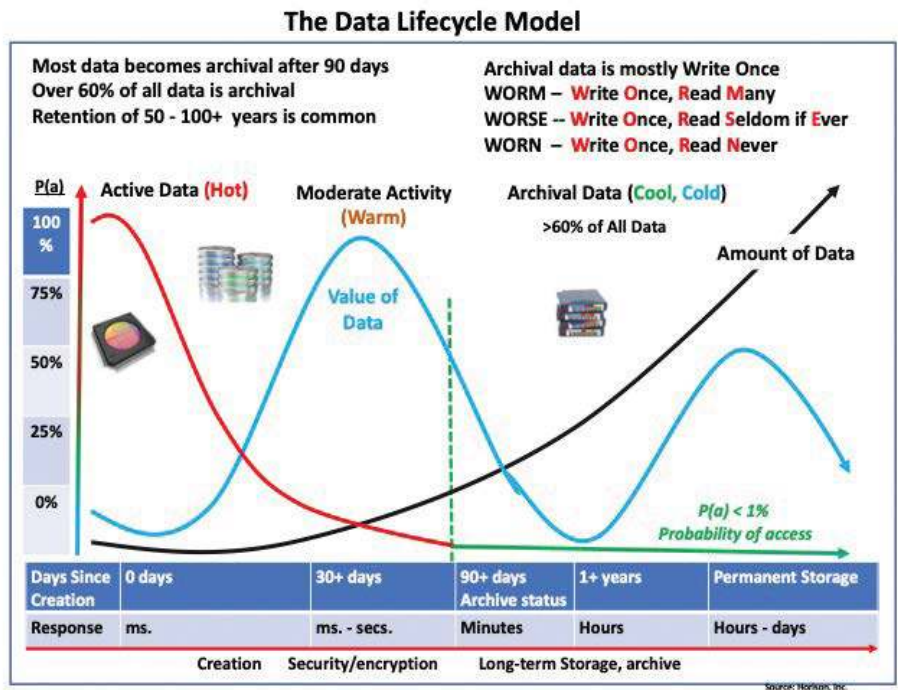 The Data Lifecycle Model
Most data becomes archival after 90 days
Over 60% of all data is archival
Retention of 50 - 100+ years is common
Archival data is mostly Write Once
WORM – Write Once, Read Many
WORSE -- Write Once, Read Seldom if Ever
WORN – Write Once, Read Never
P(a)
Active Data (Hot)
Moderate Activity
(Warm)
Archival Data (Cool, Cold)
>60% of All Data
Amount of Data
100
%
75%
50%
25%
0%
Value of
Data
P(a) < 1%
Probability of access
Days Since
Creation
0 days
30+ days
90+ days
Archive status
1+ years
Permanent Storage
Response
ms.
ms. - secs.
Minutes
Hours
Hours - days
Creation
Security/encryption
Long-term Storage, archive
Source: Horison, Inc.